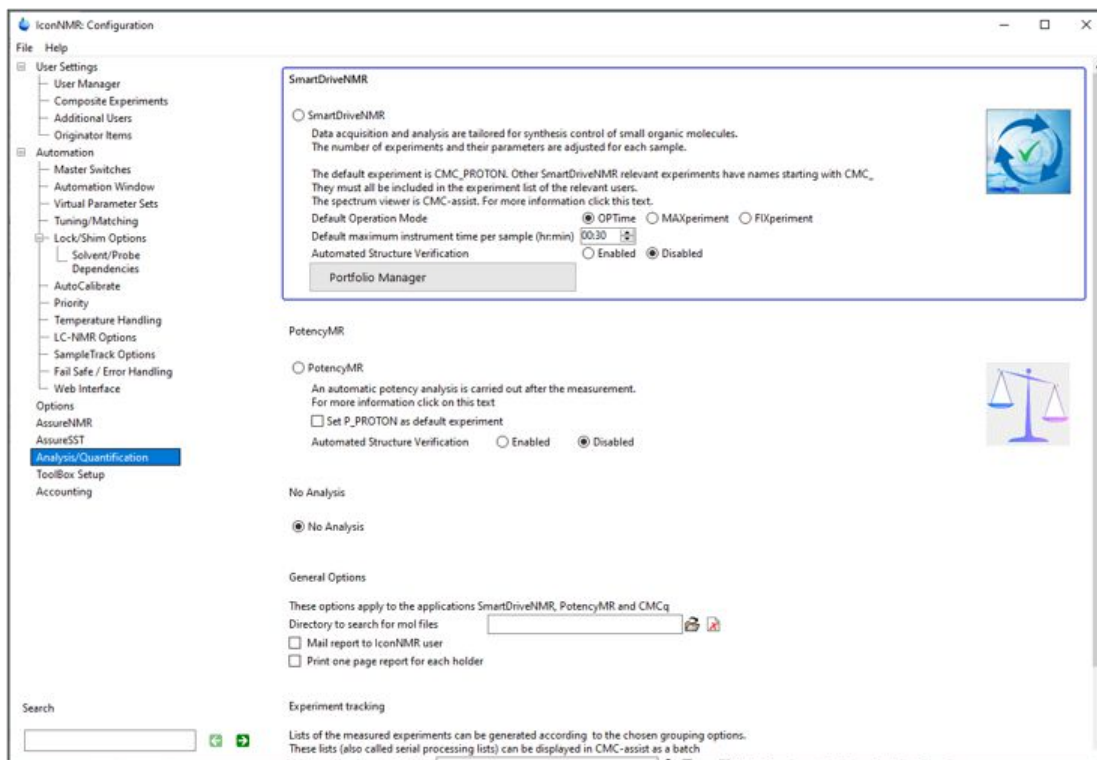 IconNMR: Configuration
File Help
User Settings
User Manager
Composite Experiments
Additional Users
Originator Items
Automation
Master Switches
Automation Window
Virtual Parameter Sets
Tuning/Matching
Lock/Shim Options
Solvent/Probe
Dependencies
AutoCalibrate
Priority
Temperature Handling
LC-NMR Options
SampleTrack Options
Fail Safe / Error Handling
Web Interface
Options
AssureNMR
AssureSST
Analysis/Quantification
ToolBox Setup
Accounting
Search
SmartDriveNMR
SmartDriveNMR
Data acquisition and analysis are tailored for synthesis control of small organic molecules.
The number of experiments and their parameters are adjusted for each sample.
The default experiment is CMC_PROTON. Other SmartDriveNMR relevant experiments have names starting with CMC_
They must all be included in the experiment list of the relevant users.
The spectrum viewer is CMC-assist. For more information click this text.
Default Operation Mode OPTime MAXperiment FIXperiment
Default maximum instrument time per sample (hr:min) 00:30
Automated Structure Verification Enabled Disabled
Portfolio Manager
PotencyMR
PotencyMR
An automatic potency analysis is carried out after the measurement.
For more information click on this text
Set P_PROTON as default experiment
Automated Structure Verification Enabled Disabled
No Analysis
No Analysis
General Options
These options apply to the applications SmartDriveNMR, PotencyMR and CMCq
Directory to search for mol files
Mail report to IconNMR user
Print one page report for each holder
Experiment tracking
Lists of the measured experiments can be generated according to the chosen grouping options.
These lists (also called serial processing lists) can be displayed in CMC-assist as a batch